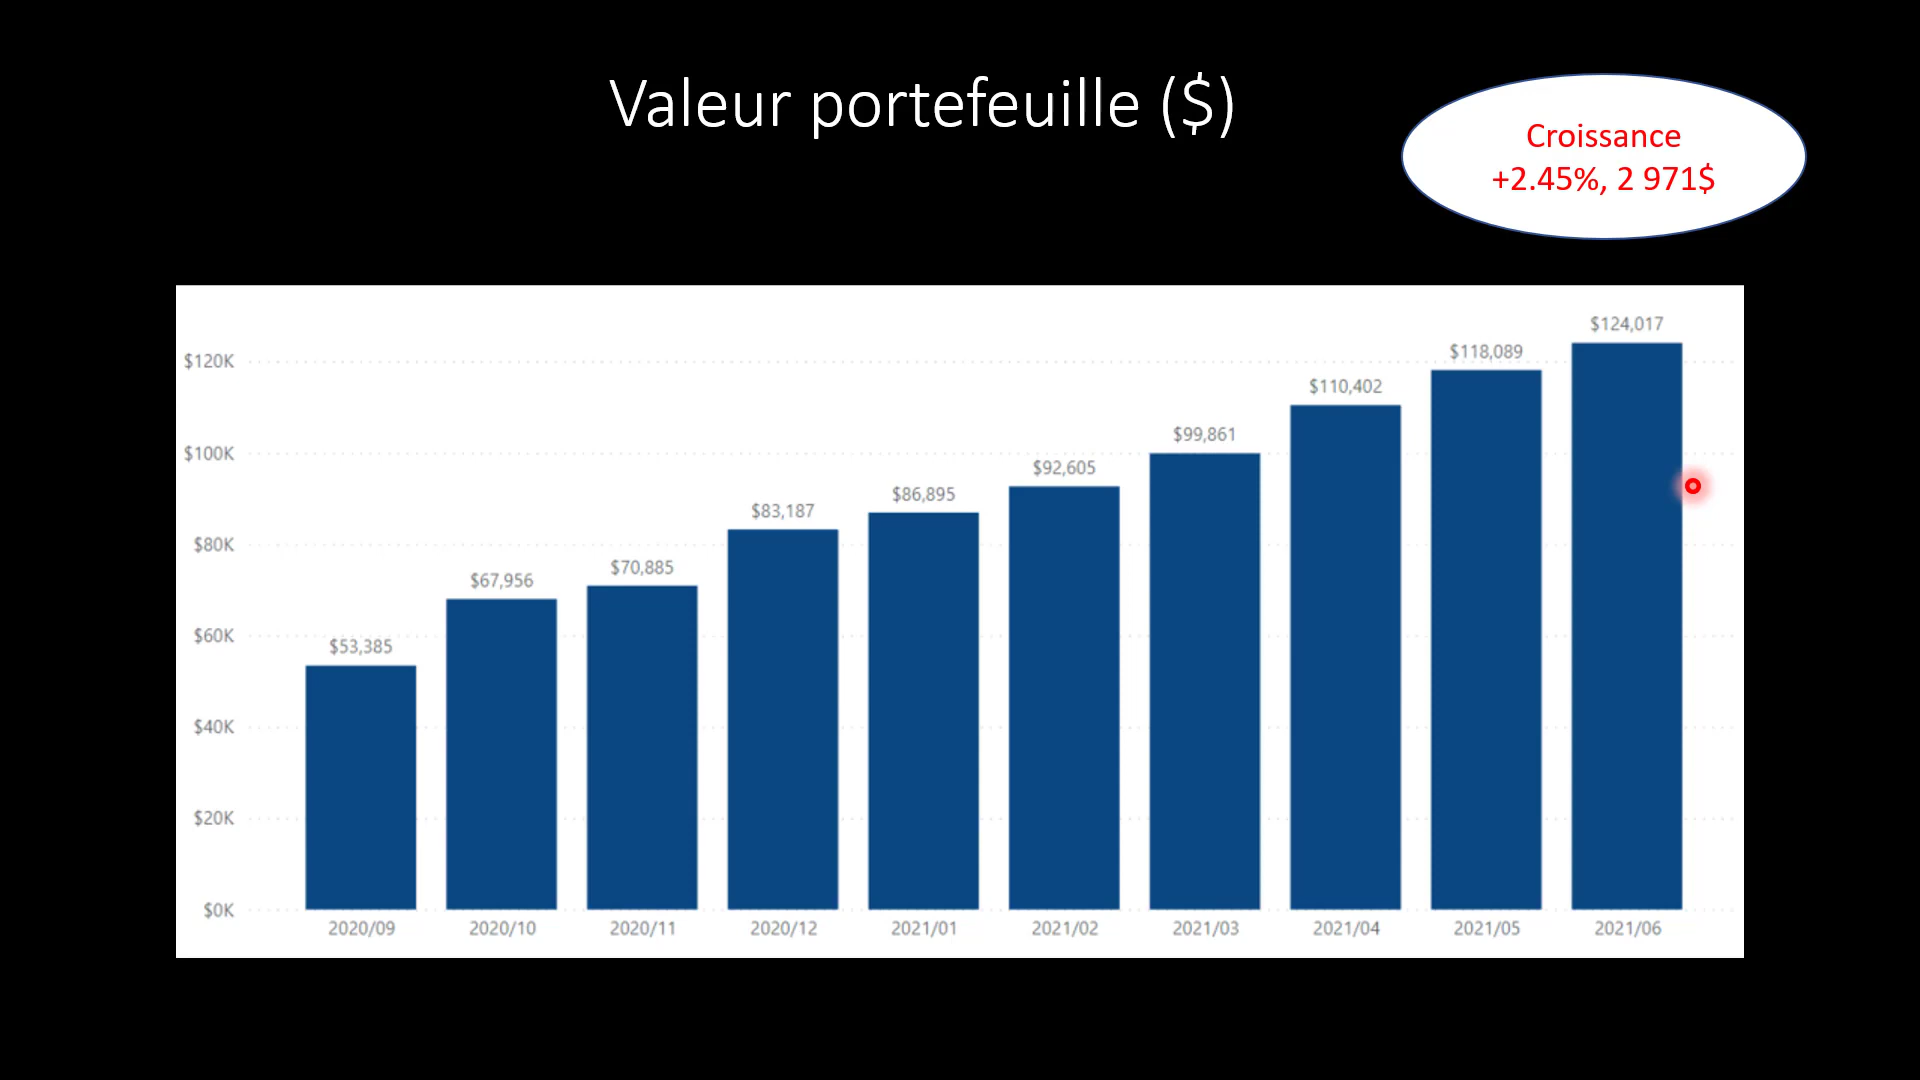 Valeur portefeuille ($)
Croissance
+2.45%, 2 971$
$120K
$100K
$80K
$60K
$40K
$20K
$0K
$53,385
$67,956
$70,885
$83,187
$86,895
$92,605
$99,861
$110,402
$118,089
$124,017
2020/09
2020/10
2020/11
2020/12
2021/01
2021/02
2021/03
2021/04
2021/05
2021/06